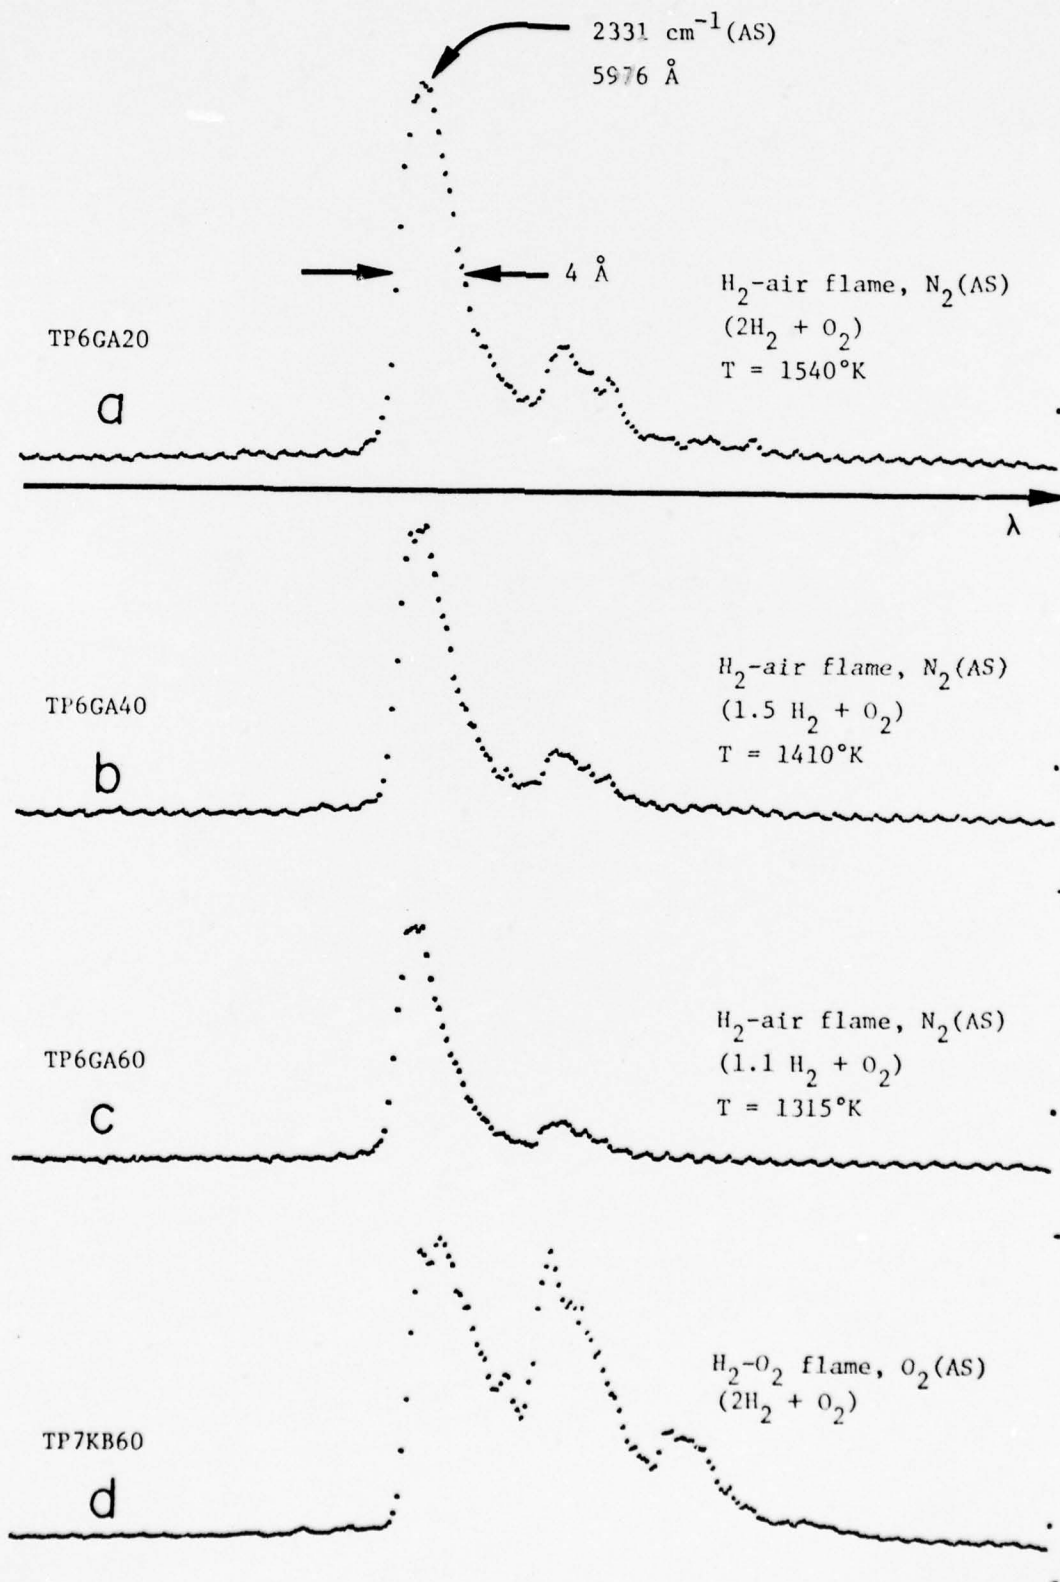 2331 cm⁻¹(AS)
5976 Å
4 Å
H₂-air flame, N₂(AS)
(2H₂ + O₂)
T = 1540°K
TP6GA20
a
λ
H₂-air flame, N₂(AS)
(1.5 H₂ + O₂)
T = 1410°K
TP6GA40
b
H₂-air flame, N₂(AS)
(1.1 H₂ + O₂)
T = 1315°K
TP6GA60
c
H₂-O₂ flame, O₂(AS)
(2H₂ + O₂)
TP7KB60
d